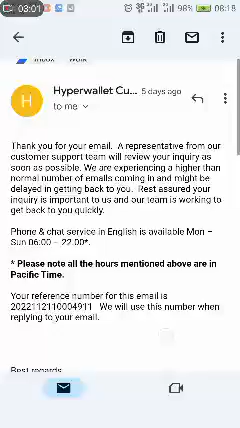 03:01
98%
08:18
Inbox
Work
Hyperwallet Cu... 5 days ago
H
to me
Thank you for your email.  A representative from our
customer support team will review your inquiry as
soon as possible. We are experiencing a higher than
normal number of emails coming in and might be
delayed in getting back to you.  Rest assured your
inquiry is important to us and our team is working to
get back to you quickly.
Phone & chat service in English is available Mon –
Sun 06:00 – 22.00*.
* Please note all the hours mentioned above are in
Pacific Time.
Your reference number for this email is
2022112110004911   We will use this number when
replying to your email.
Best regards